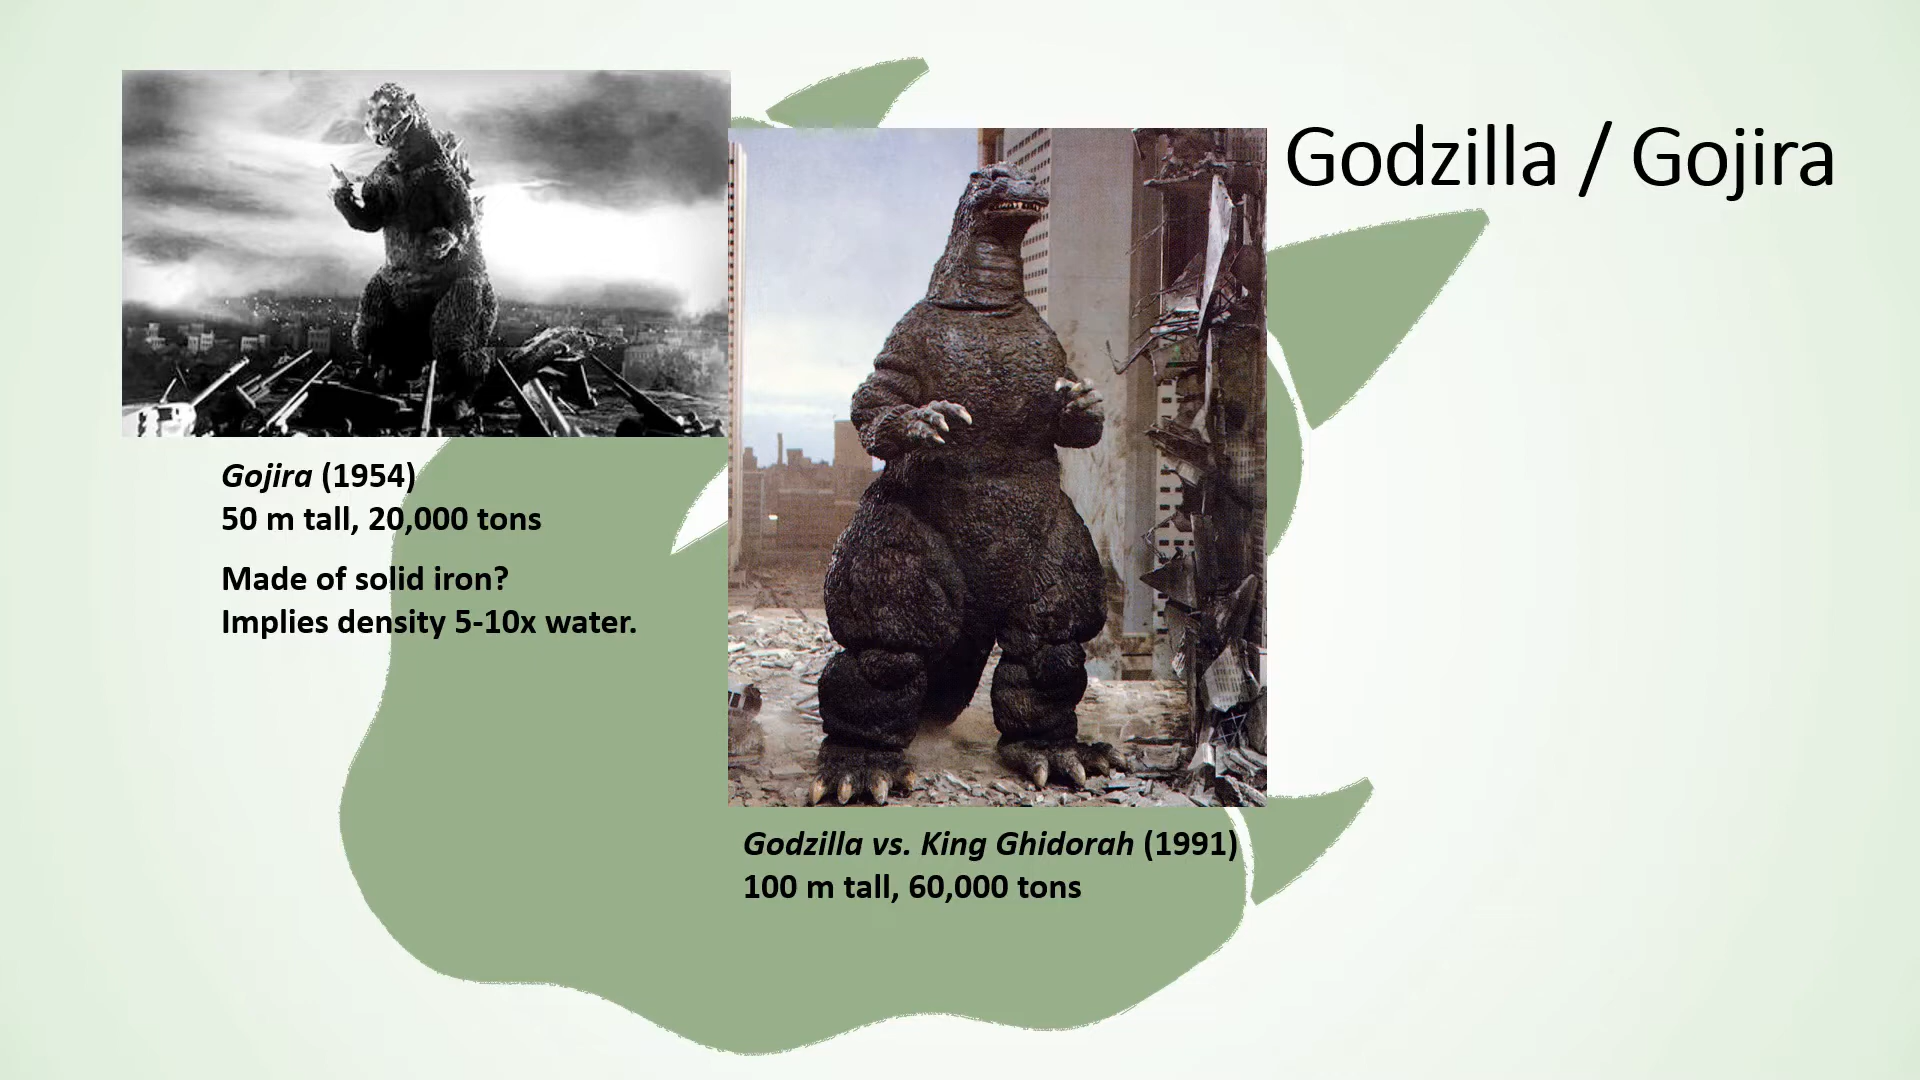 Godzilla / Gojira
Gojira (1954)
50 m tall, 20,000 tons
Made of solid iron?
Implies density 5-10x water.
Godzilla vs. King Ghidorah (1991)
100 m tall, 60,000 tons